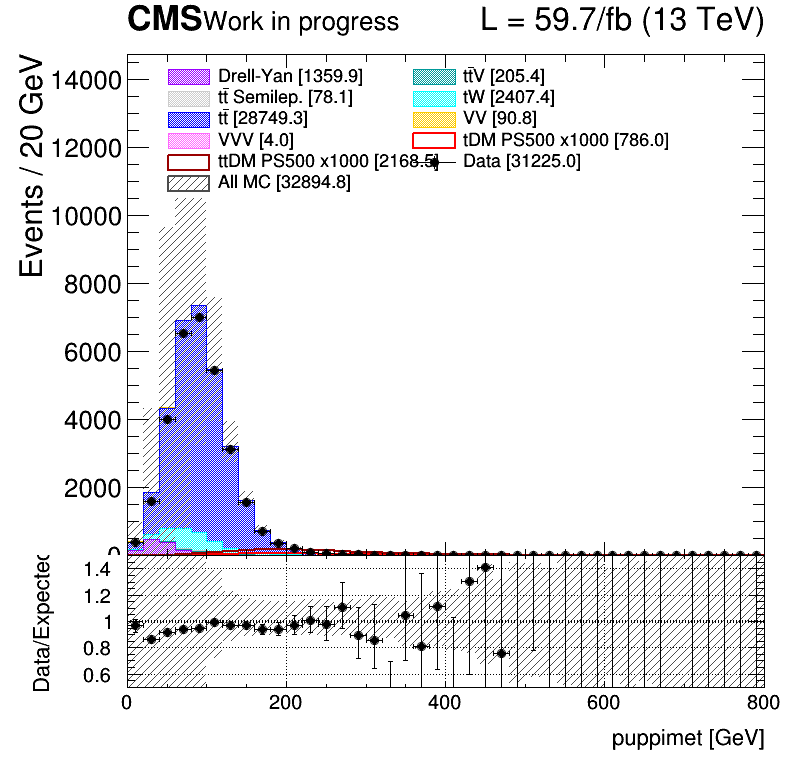 CMS Work in progress L = 59.7/fb (13 TeV)
Events / 20 GeV
14000
12000
10000
8000
6000
4000
2000
0
Drell-Yan [1359.9] tt̄V [205.4]
tt̄ Semilep. [78.1] tW [2407.4]
tt̄ [28749.3] VV [90.8]
VVV [4.0] tDM PS500 x1000 [786.0]
ttDM PS500 x1000 [2168.5] Data [31225.0]
All MC [32894.8]
Data/Expected
1.4
1.2
1
0.8
0.6
0 200 400 600 800
puppimet [GeV]